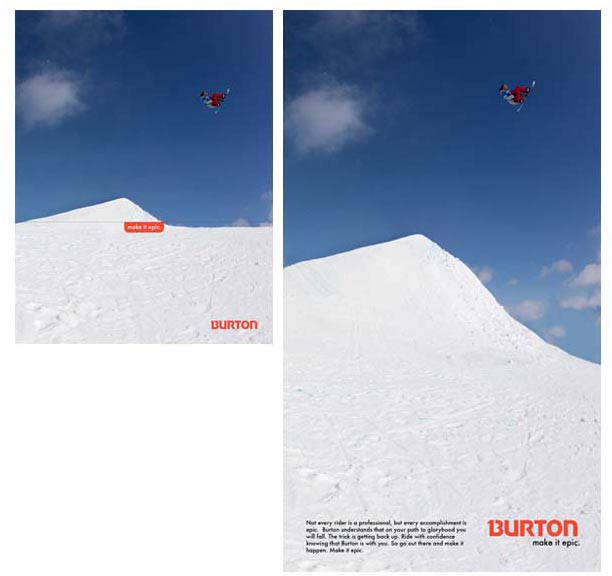 make it epic.
BURTON
Not every rider is a professional, but every accomplishment is
epic. Burton understands that on your path to gloryhood you
will fall. The trick is getting back up. Ride with confidence
knowing that Burton is with you. So go out there and make it
happen. Make it epic.
BURTON
make it epic.